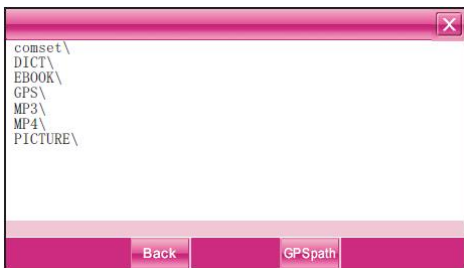 X
comset\
DICT\
EBOOK\
GPS\
MP3\
MP4\
PICTURE\
Back GPSpath